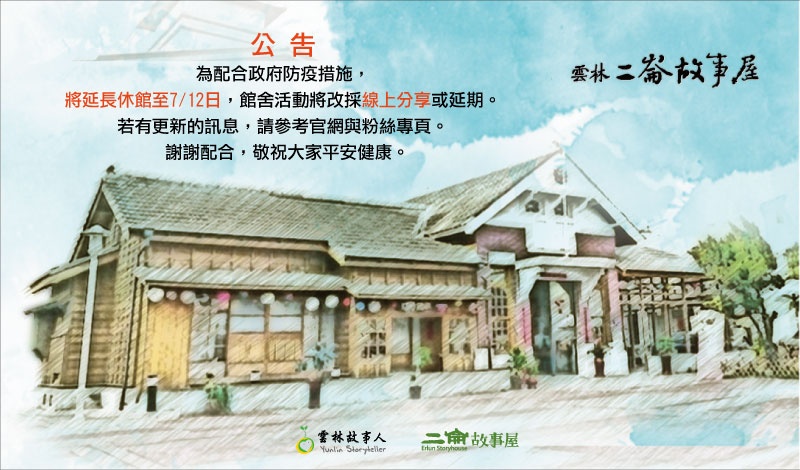 公告
為配合政府防疫措施，
將延長休館至7/12日，館舍活動將改採線上分享或延期。
若有更新的訊息，請參考官網與粉絲專頁。
謝謝配合，敬祝大家平安健康。
雲林 二崙故事屋
雲林故事人
Yunlin Storyteller
二崙故事屋
Erlun Storyhouse